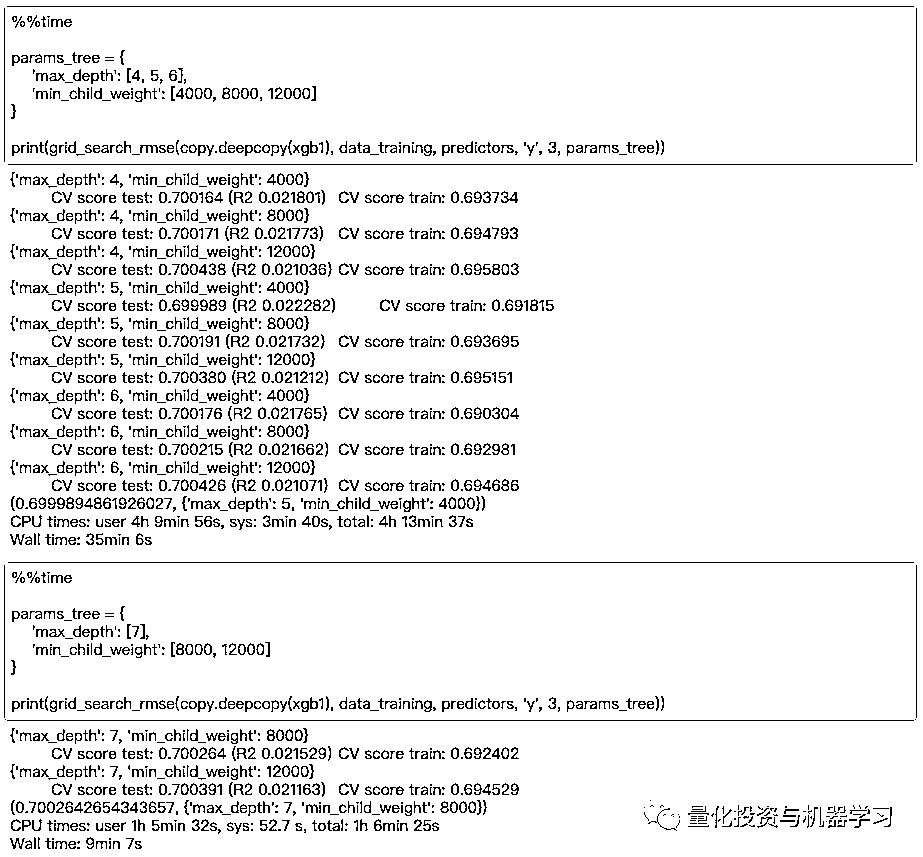 %%time
params_tree = {
'max_depth': [4, 5, 6],
'min_child_weight': [4000, 8000, 12000]
}
print(grid_search_rmse(copy.deepcopy(xgb1), data_training, predictors, 'y', 3, params_tree))
{'max_depth': 4, 'min_child_weight': 4000}
CV score test: 0.700164 (R2 0.021801) CV score train: 0.693734
{'max_depth': 4, 'min_child_weight': 8000}
CV score test: 0.700171 (R2 0.021773) CV score train: 0.694793
{'max_depth': 4, 'min_child_weight': 12000}
CV score test: 0.700438 (R2 0.021036) CV score train: 0.695803
{'max_depth': 5, 'min_child_weight': 4000}
CV score test: 0.699989 (R2 0.022282) CV score train: 0.691815
{'max_depth': 5, 'min_child_weight': 8000}
CV score test: 0.700191 (R2 0.021732) CV score train: 0.693695
{'max_depth': 5, 'min_child_weight': 12000}
CV score test: 0.700380 (R2 0.021212) CV score train: 0.695151
{'max_depth': 6, 'min_child_weight': 4000}
CV score test: 0.700176 (R2 0.021765) CV score train: 0.690304
{'max_depth': 6, 'min_child_weight': 8000}
CV score test: 0.700215 (R2 0.021662) CV score train: 0.692981
{'max_depth': 6, 'min_child_weight': 12000}
CV score test: 0.700426 (R2 0.021071) CV score train: 0.694686
(0.6999894861926027, {'max_depth': 5, 'min_child_weight': 4000})
CPU times: user 4h 9min 56s, sys: 3min 40s, total: 4h 13min 37s
Wall time: 35min 6s
%%time
params_tree = {
'max_depth': [7],
'min_child_weight': [8000, 12000]
}
print(grid_search_rmse(copy.deepcopy(xgb1), data_training, predictors, 'y', 3, params_tree))
{'max_depth': 7, 'min_child_weight': 8000}
CV score test: 0.700264 (R2 0.021529) CV score train: 0.692402
{'max_depth': 7, 'min_child_weight': 12000}
CV score test: 0.700391 (R2 0.021163) CV score train: 0.694529
(0.7002642654343657, {'max_depth': 7, 'min_child_weight': 8000})
CPU times: user 1h 5min 32s, sys: 52.7 s, total: 1h 6min 25s
Wall time: 9min 7s
量化投资与机器学习